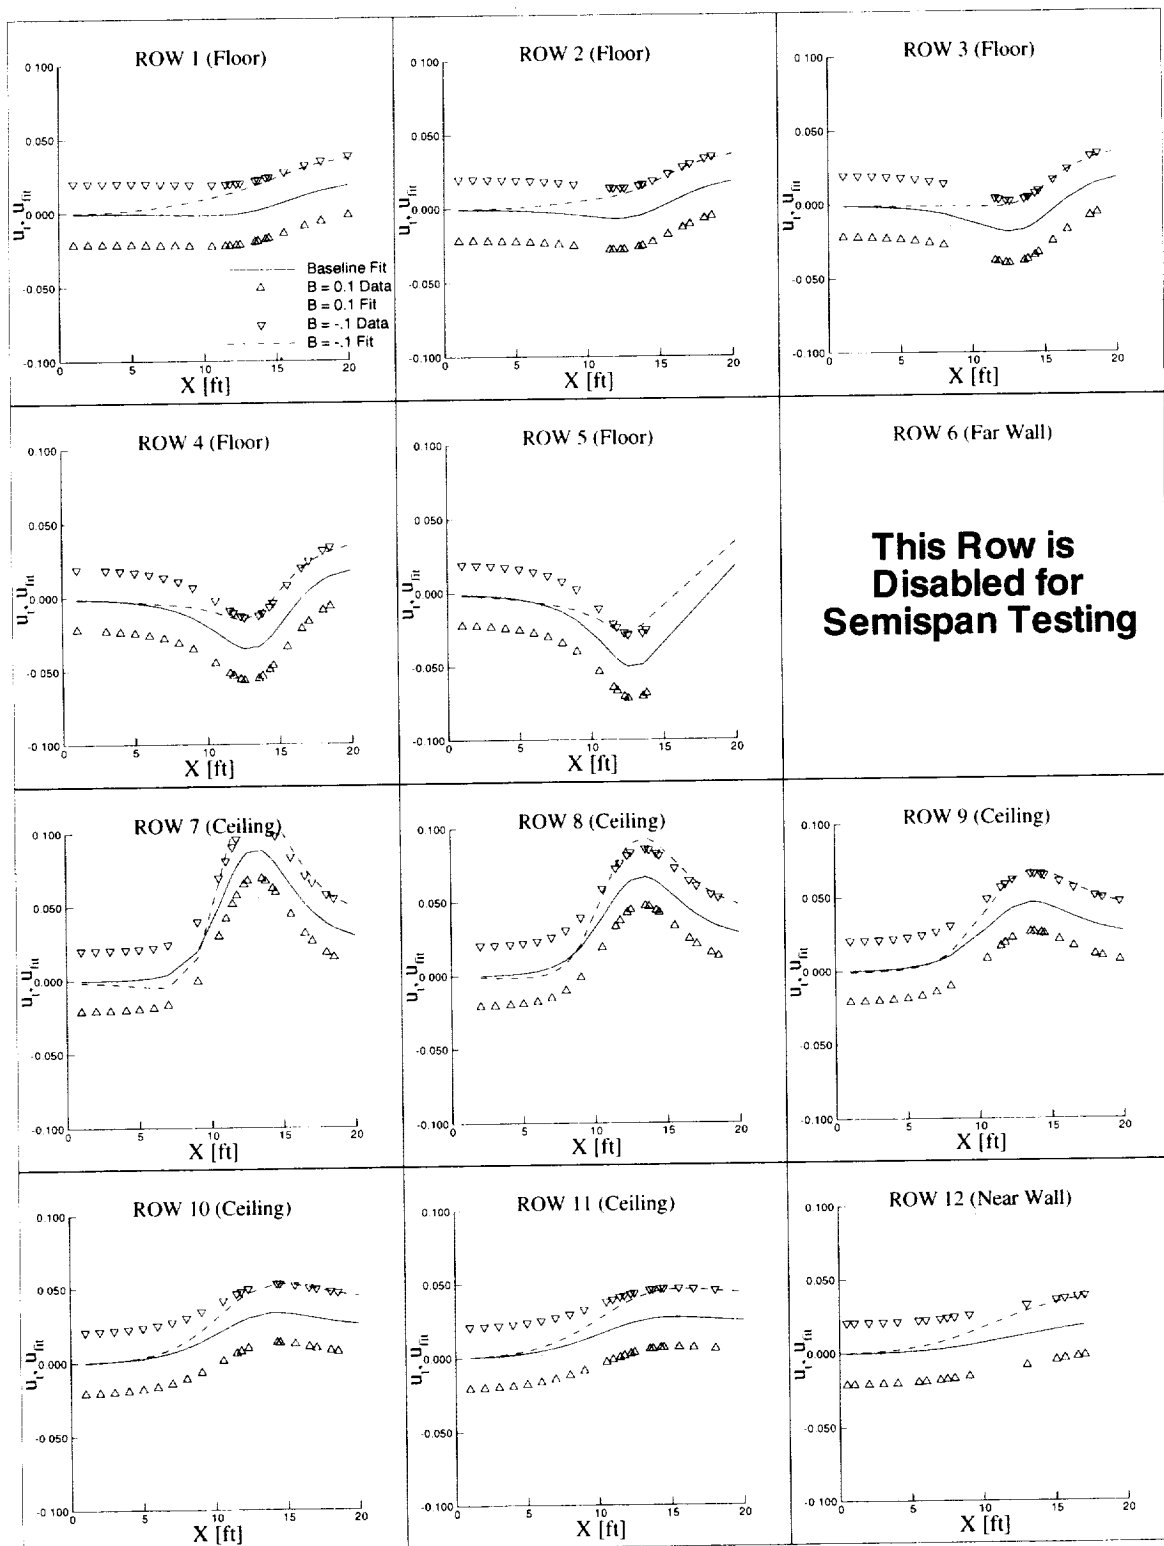 ROW 1 (Floor)
0.100
0.050
0.000
-0.050
-0.100
u_t, u_fit
0
5
10
15
20
X [ft]
Baseline Fit
B = 0.1 Data
B = 0.1 Fit
B = -.1 Data
B = -.1 Fit
ROW 2 (Floor)
0.100
0.050
0.000
-0.050
-0.100
u_t, u_fit
0
5
10
15
20
X [ft]
ROW 3 (Floor)
0.100
0.050
0.000
-0.050
-0.100
u_t, u_fit
0
5
10
15
20
X [ft]
ROW 4 (Floor)
0.100
0.050
0.000
-0.050
-0.100
u_t, u_fit
0
5
10
15
20
X [ft]
ROW 5 (Floor)
0.100
0.050
0.000
-0.050
-0.100
u_t, u_fit
0
5
10
15
20
X [ft]
ROW 6 (Far Wall)
This Row is
Disabled for
Semispan Testing
ROW 7 (Ceiling)
0.100
0.050
0.000
-0.050
-0.100
u_t, u_fit
0
5
10
15
20
X [ft]
ROW 8 (Ceiling)
0.100
0.050
0.000
-0.050
-0.100
u_t, u_fit
0
5
10
15
20
X [ft]
ROW 9 (Ceiling)
0.100
0.050
0.000
-0.050
-0.100
u_t, u_fit
0
5
10
15
20
X [ft]
ROW 10 (Ceiling)
0.100
0.050
0.000
-0.050
-0.100
u_t, u_fit
0
5
10
15
20
X [ft]
ROW 11 (Ceiling)
0.100
0.050
0.000
-0.050
-0.100
u_t, u_fit
0
5
10
15
20
X [ft]
ROW 12 (Near Wall)
0.100
0.050
0.000
-0.050
-0.100
u_t, u_fit
0
5
10
15
20
X [ft]